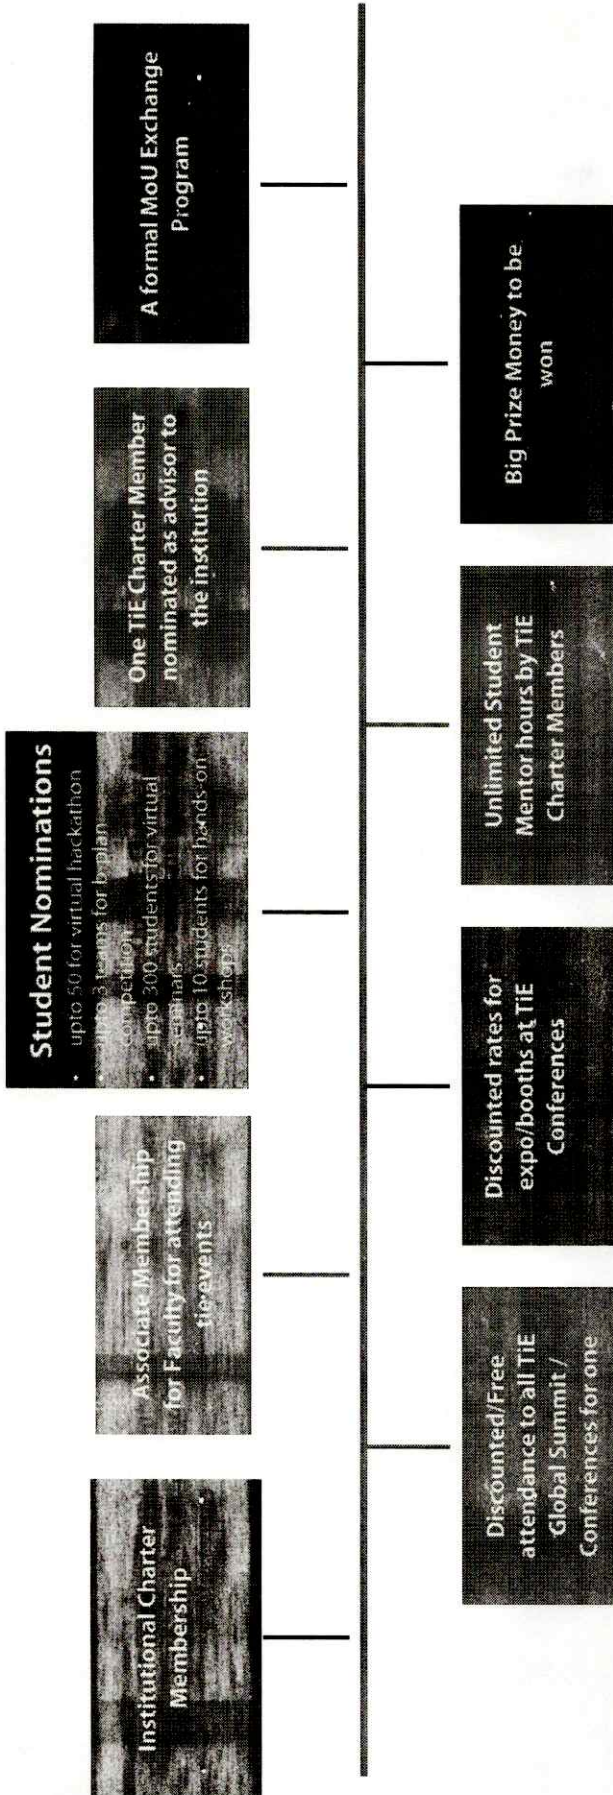 Institutional Charter
Membership
Associate Membership
for Faculty for attending
tie events
Student Nominations
• upto 50 for virtual hackathon
• upto 3 teams for b-plan
competition
• upto 300 students for virtual
seminars
• upto 10 students for hands-on
workshops
One TiE Charter Member
nominated as advisor to
the institution
A formal MoU Exchange
Program
Discounted/Free
attendance to all TiE
Global Summit /
Conferences for one
Discounted rates for
expo/booths at TiE
Conferences
Unlimited Student
Mentor hours by TiE
Charter Members
Big Prize Money to be
won